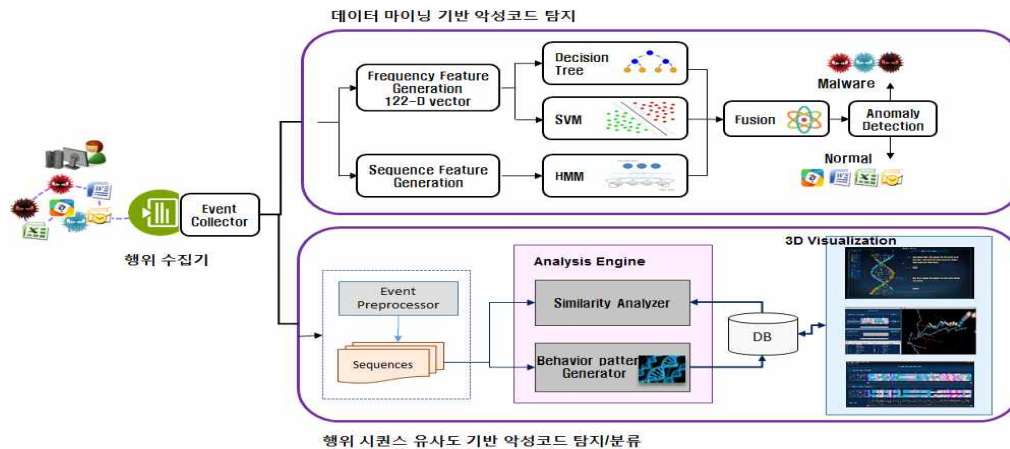 데이터 마이닝 기반 악성코드 탐지
Frequency Feature
Generation
122-D vector
Decision
Tree
SVM
Sequence Feature
Generation
HMM
Fusion
Malware
Anomaly
Detection
Normal
Event
Collector
행위 수집기
Event
Preprocessor
Sequences
Analysis Engine
Similarity Analyzer
Behavior patter
Generator
DB
3D Visualization
행위 시퀀스 유사도 기반 악성코드 탐지/분류